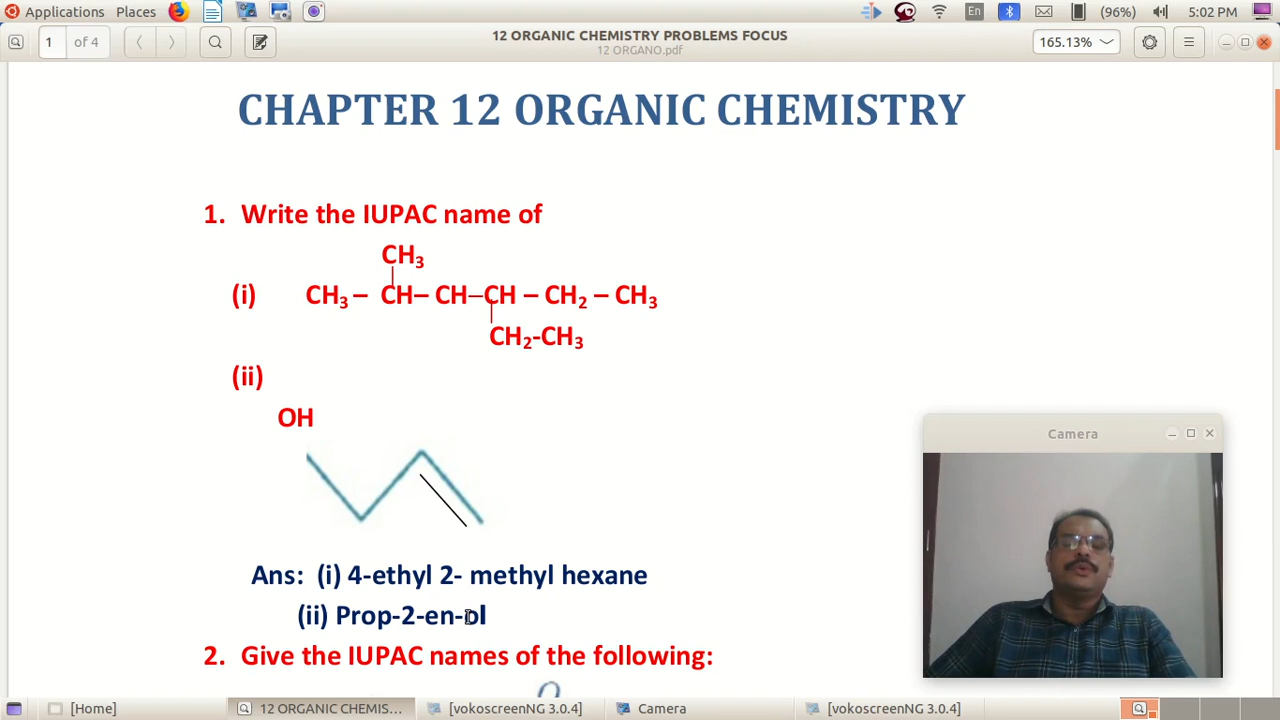 Applications Places En (96%) 5:02 PM
1 of 4 12 ORGANIC CHEMISTRY PROBLEMS FOCUS 165.13%
12 ORGANO.pdf
CHAPTER 12 ORGANIC CHEMISTRY
1. Write the IUPAC name of
CH3
(i) CH3 – CH– CH–CH – CH2 – CH3
CH2-CH3
(ii)
OH
Ans: (i) 4-ethyl 2- methyl hexane
(ii) Prop-2-en-ol
2. Give the IUPAC names of the following:
Camera
[Home] 12 ORGANIC CHEMIS... [vokoscreenNG 3.0.4] Camera [vokoscreenNG 3.0.4]